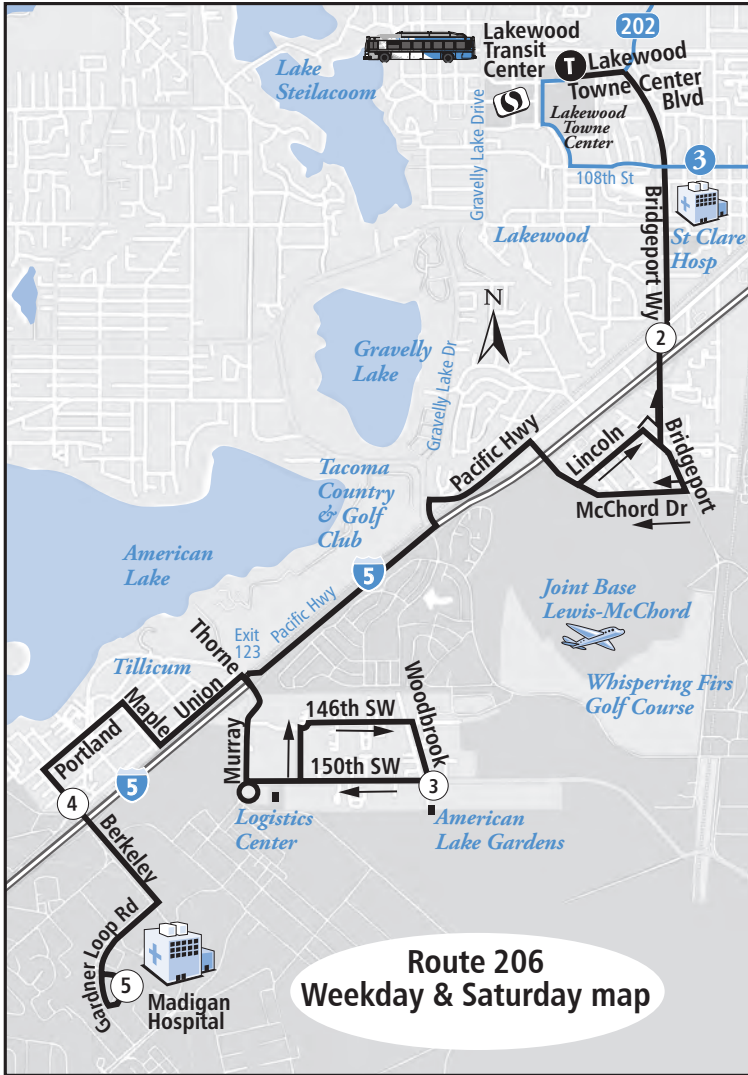 202
Lakewood
Transit
Center
T
Lakewood
Towne Center
Blvd
Lake
Steilacoom
S
Lakewood
Towne
Center
Gravelly Lake Drive
3
108th St
Bridgeport Wy
St Clare
Hosp
Lakewood
N
2
Gravelly
Lake
Gravelly Lake Dr
Pacific Hwy
Lincoln
Bridgeport
McChord Dr
Tacoma
Country
& Golf
Club
American
Lake
5
Pacific Hwy
Joint Base
Lewis-McChord
Exit
123
Thorne
Tillicum
Union
Maple
Portland
Whispering Firs
Golf Course
Woodbrook
146th SW
Murray
150th SW
3
5
4
Logistics
Center
American
Lake Gardens
Berkeley
Gardner Loop Rd
5
Madigan
Hospital
Route 206
Weekday & Saturday map